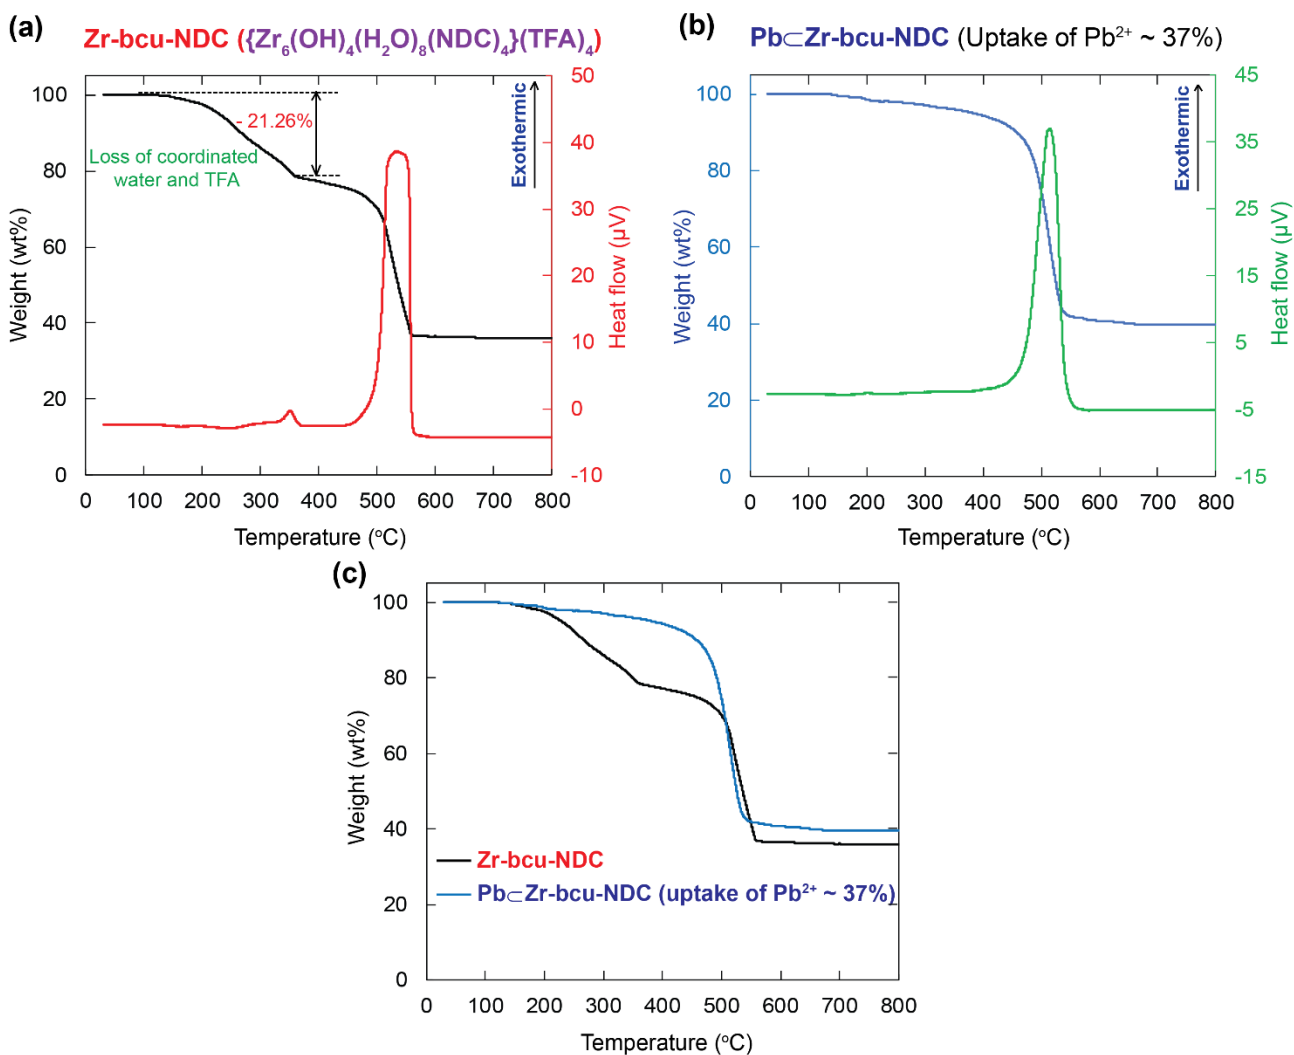 (a)
Zr-bcu-NDC ({Zr6(OH)4(H2O)8(NDC)4}(TFA)4)
100
80
60
40
20
0
Weight (wt%)
- 21.26%
Loss of coordinated
water and TFA
Exothermic
50
40
30
20
10
0
-10
Heat flow (µV)
0 100 200 300 400 500 600 700 800
Temperature (oC)
(b)
Pb⊂Zr-bcu-NDC (Uptake of Pb2+ ~ 37%)
100
80
60
40
20
0
Weight (wt%)
Exothermic
45
35
25
15
5
-5
-15
Heat flow (µV)
0 100 200 300 400 500 600 700 800
Temperature (oC)
(c)
100
80
60
40
20
0
Weight (wt%)
Zr-bcu-NDC
Pb⊂Zr-bcu-NDC (uptake of Pb2+ ~ 37%)
0 100 200 300 400 500 600 700 800
Temperature (oC)